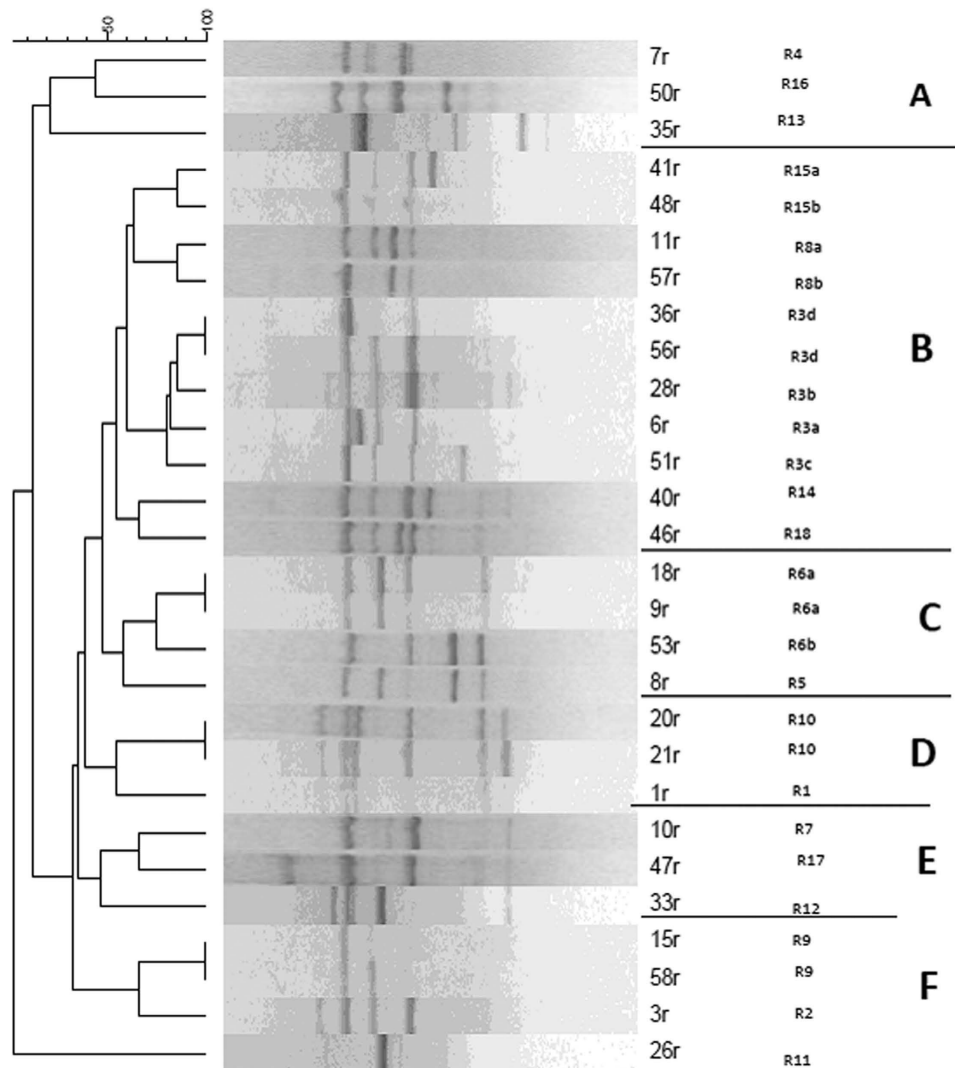 50
100
7r R4
50r R16
A
35r R13
41r R15a
48r R15b
11r R8a
57r R8b
36r R3d
B
56r R3d
28r R3b
6r R3a
51r R3c
40r R14
46r R18
18r R6a
9r R6a
C
53r R6b
8r R5
20r R10
D
21r R10
1r R1
10r R7
E
47r R17
33r R12
15r R9
58r R9
F
3r R2
26r R11